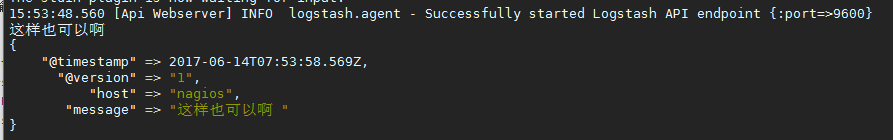 The stdin plugin is now waiting for input:
15:53:48.560 [Api Webserver] INFO  logstash.agent - Successfully started Logstash API endpoint {:port=>9600}
这样也可以啊
{
    "@timestamp" => 2017-06-14T07:53:58.569Z,
      "@version" => "1",
          "host" => "nagios",
       "message" => "这样也可以啊 "
}